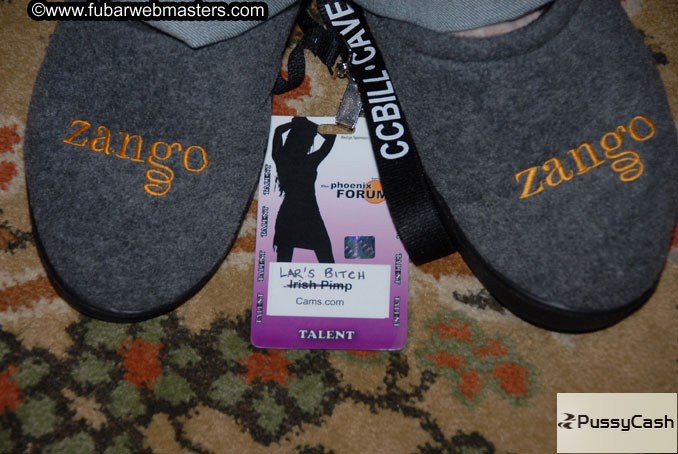 ©www.fubarwebmasters.com
zango
zango
CCBILL·CAVE
The phoenix
FORUM
LAR'S BITCH
Irish Pimp
Cams.com
TALENT
PussyCash